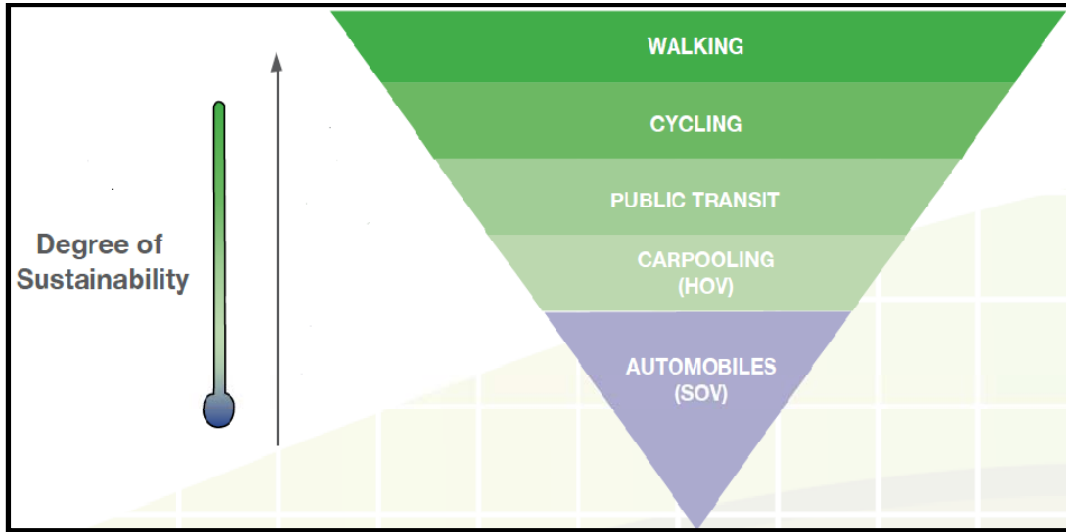 WALKING
CYCLING
PUBLIC TRANSIT
CARPOOLING
(HOV)
AUTOMOBILES
(SOV)
Degree of
Sustainability